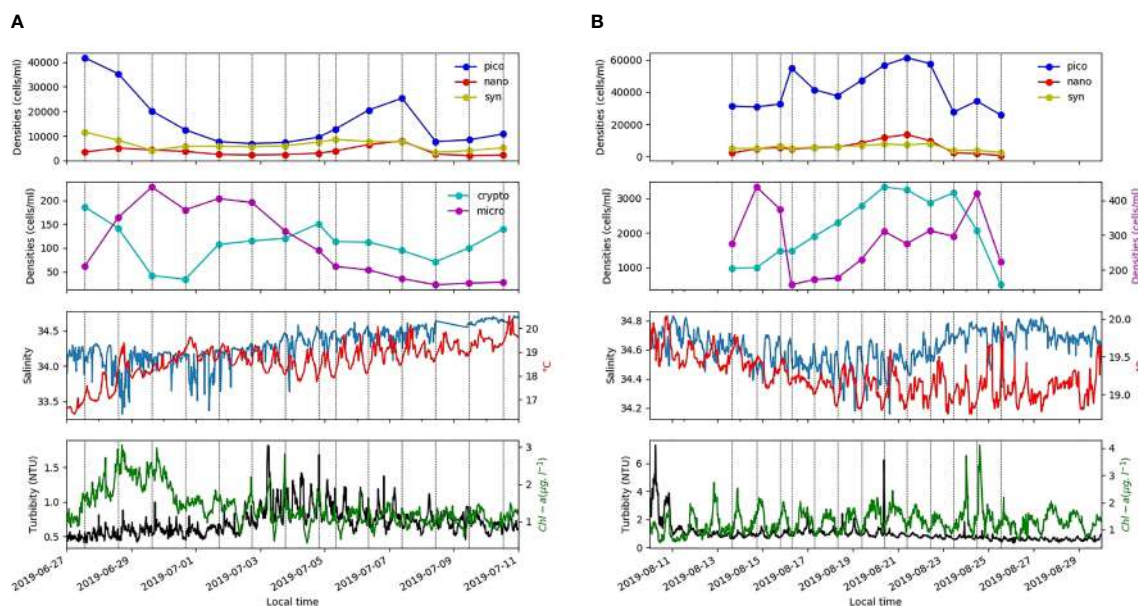 A
B
40000
30000
20000
10000
0
Densities (cells/ml)
pico
nano
syn
60000
40000
20000
0
Densities (cells/ml)
pico
nano
syn
200
150
100
50
Densities (cells/ml)
crypto
micro
3000
2000
1000
Densities (cells/ml)
400
300
200
Densities (cells/ml)
34.5
34.0
33.5
Salinity
20
19
18
17
°C
34.8
34.6
34.4
34.2
Salinity
20.0
19.5
19.0
1.5
1.0
0.5
Turbibity (NTU)
3
2
1
Chl − a(μg. l⁻¹)
6
4
2
0
Turbibity (NTU)
4
3
2
1
Chl − a(μg. l⁻¹)
2019-06-27
2019-06-29
2019-07-01
2019-07-03
2019-07-05
2019-07-07
2019-07-09
2019-07-11
Local time
2019-08-11
2019-08-13
2019-08-15
2019-08-17
2019-08-19
2019-08-21
2019-08-23
2019-08-25
2019-08-27
2019-08-29
Local time